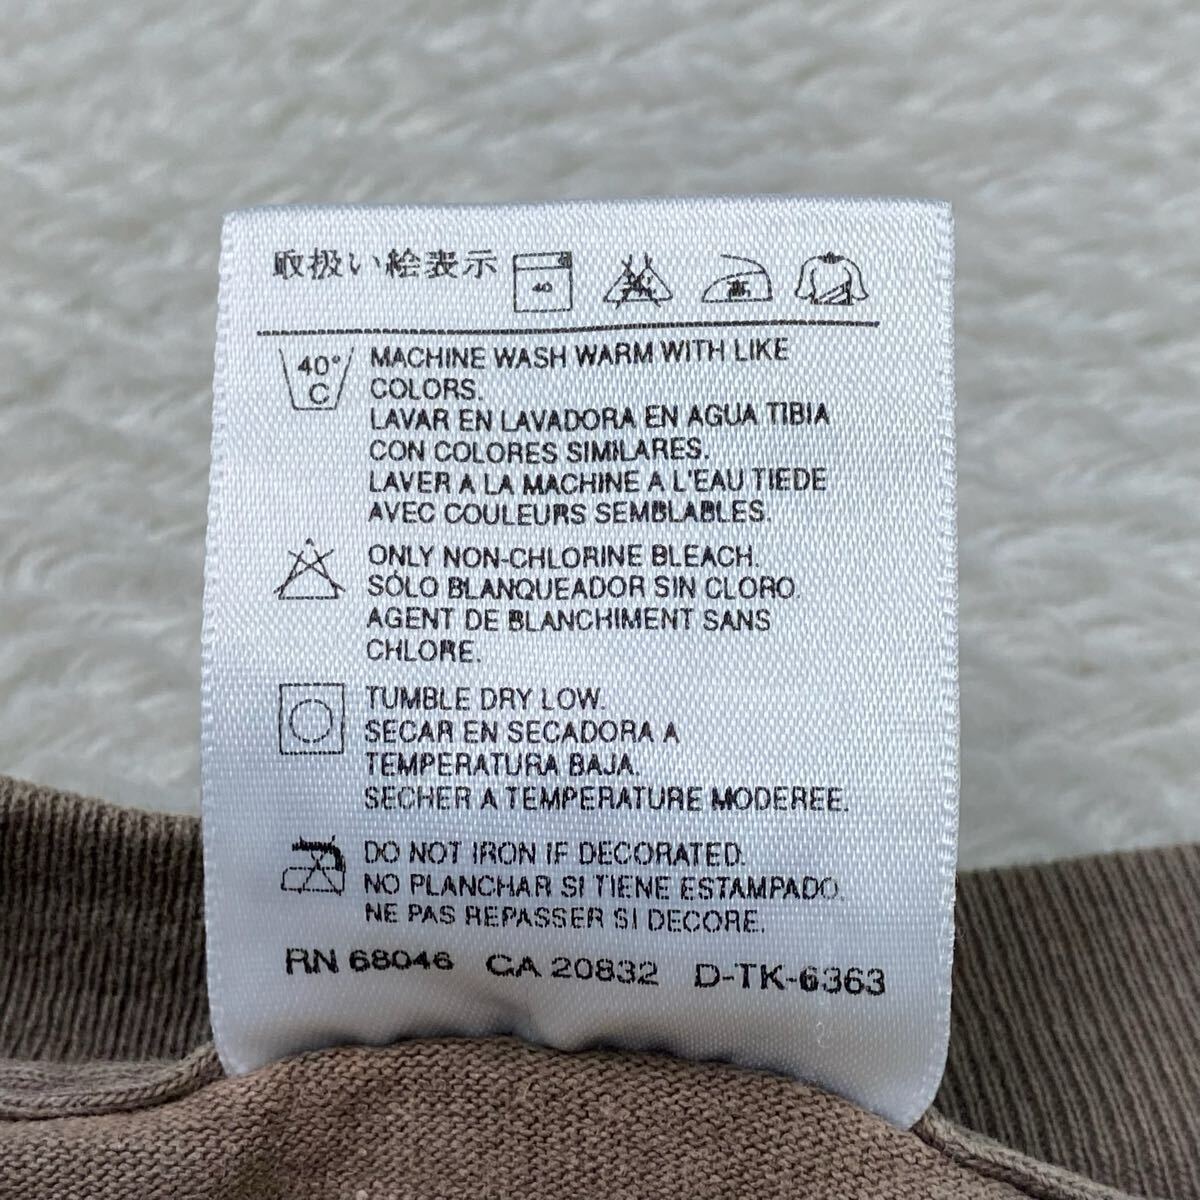 取扱い絵表示
40
中
40°
C
MACHINE WASH WARM WITH LIKE
COLORS.
LAVAR EN LAVADORA EN AGUA TIBIA
CON COLORES SIMILARES.
LAVER A LA MACHINE A L'EAU TIEDE
AVEC COULEURS SEMBLABLES.
ONLY NON-CHLORINE BLEACH.
SÓLO BLANQUEADOR SIN CLORO.
AGENT DE BLANCHIMENT SANS
CHLORE.
TUMBLE DRY LOW.
SECAR EN SECADORA A
TEMPERATURA BAJA.
SECHER A TEMPERATURE MODEREE.
DO NOT IRON IF DECORATED.
NO PLANCHAR SI TIENE ESTAMPADO.
NE PAS REPASSER SI DECORE.
RN 68046 CA 20832 D-TK-6363